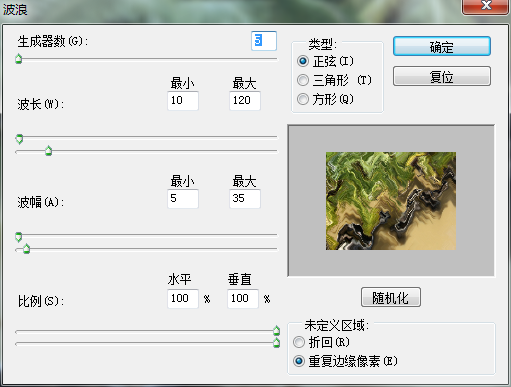 波浪
生成器数(G):
5
最小
最大
波长(W):
10
120
最小
最大
波幅(A):
5
35
水平
垂直
比例(S):
100 %
100 %
类型:
正弦(I)
三角形 (T)
方形(Q)
确定
复位
随机化
未定义区域:
折回(R)
重复边缘像素(E)